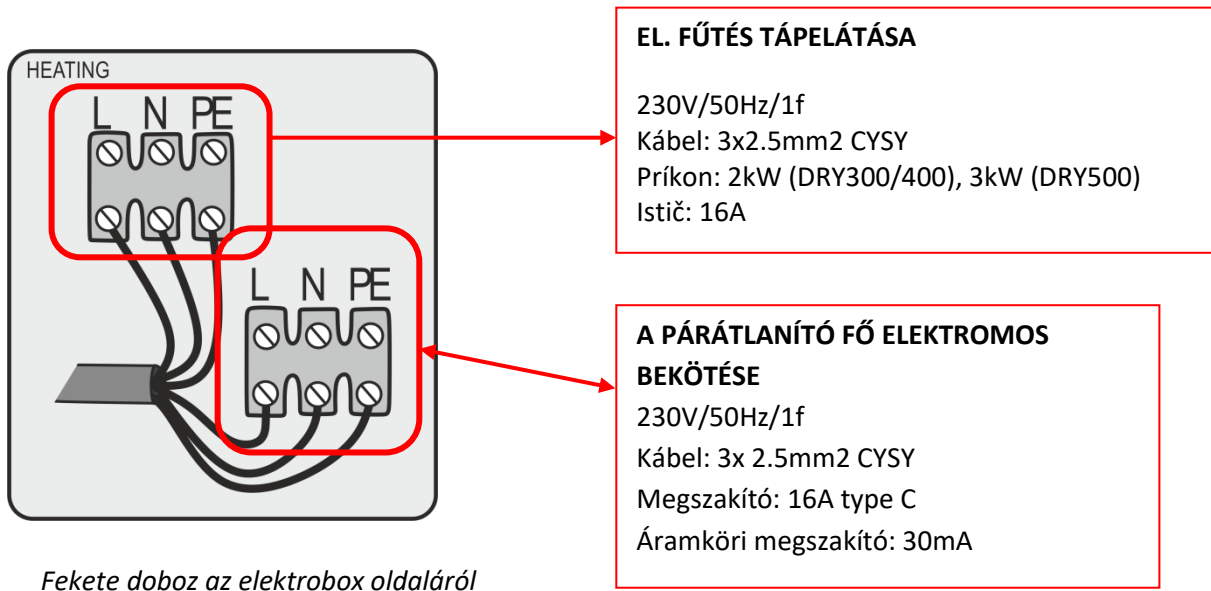 HEATING
L N PE
L N PE
EL. FŰTÉS TÁPELÁTÁSA
230V/50Hz/1f
Kábel: 3x2.5mm2 CYSY
Príkon: 2kW (DRY300/400), 3kW (DRY500)
Istič: 16A
A PÁRÁTLANÍTÓ FŐ ELEKTROMOS
BEKÖTÉSE
230V/50Hz/1f
Kábel: 3x 2.5mm2 CYSY
Megszakító: 16A type C
Áramköri megszakító: 30mA
Fekete doboz az elektrobox oldaláról